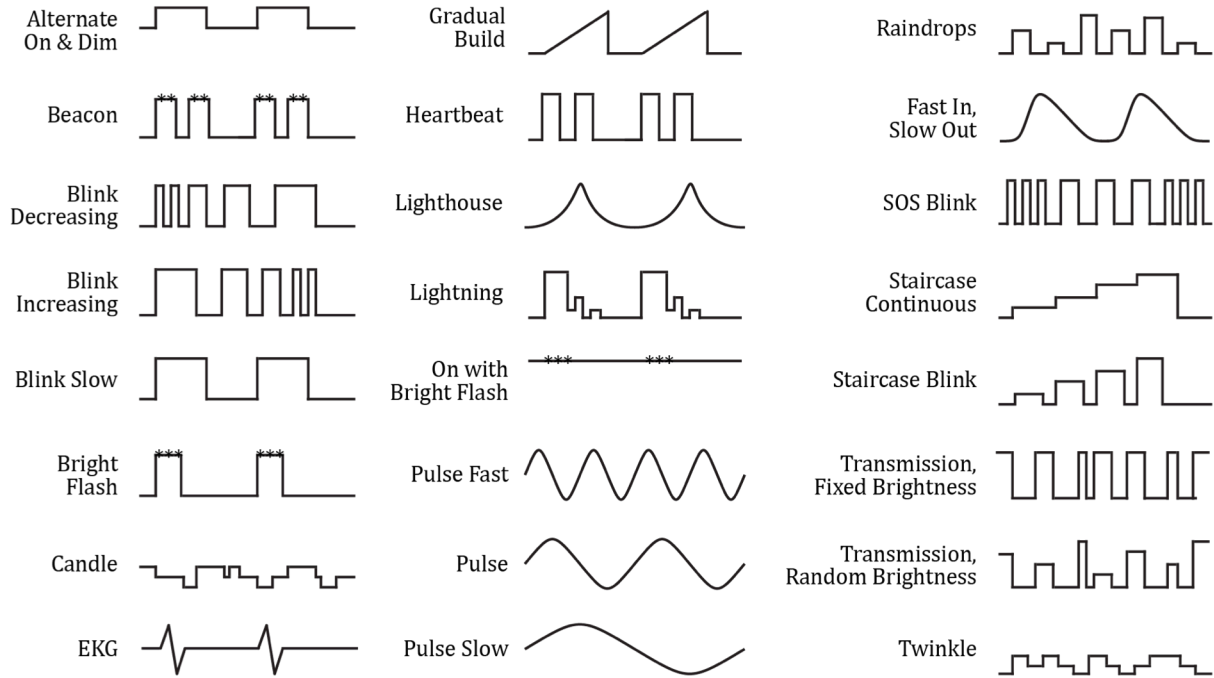 Alternate
On & Dim
Beacon
Blink
Decreasing
Blink
Increasing
Blink Slow
Bright
Flash
Candle
EKG
Gradual
Build
Heartbeat
Lighthouse
Lightning
On with
Bright Flash
Pulse Fast
Pulse
Pulse Slow
Raindrops
Fast In,
Slow Out
SOS Blink
Staircase
Continuous
Staircase Blink
Transmission,
Fixed Brightness
Transmission,
Random Brightness
Twinkle